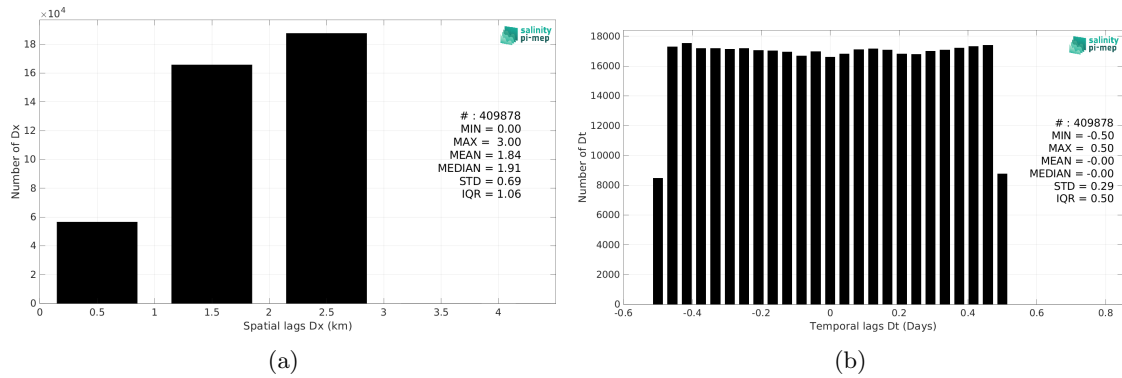 ×10⁴
18
16
14
12
10
8
6
4
2
0
0 0.5 1 1.5 2 2.5 3 3.5 4
Number of Dx
Spatial lags Dx (km)
salinity
pi-mep
# : 409878
MIN = 0.00
MAX = 3.00
MEAN = 1.84
MEDIAN = 1.91
STD = 0.69
IQR = 1.06
(a)
18000
16000
14000
12000
10000
8000
6000
4000
2000
0
-0.6 -0.4 -0.2 0 0.2 0.4 0.6 0.8
Number of Dt
Temporal lags Dt (Days)
salinity
pi-mep
# : 409878
MIN = -0.50
MAX = 0.50
MEAN = -0.00
MEDIAN = -0.00
STD = 0.29
IQR = 0.50
(b)